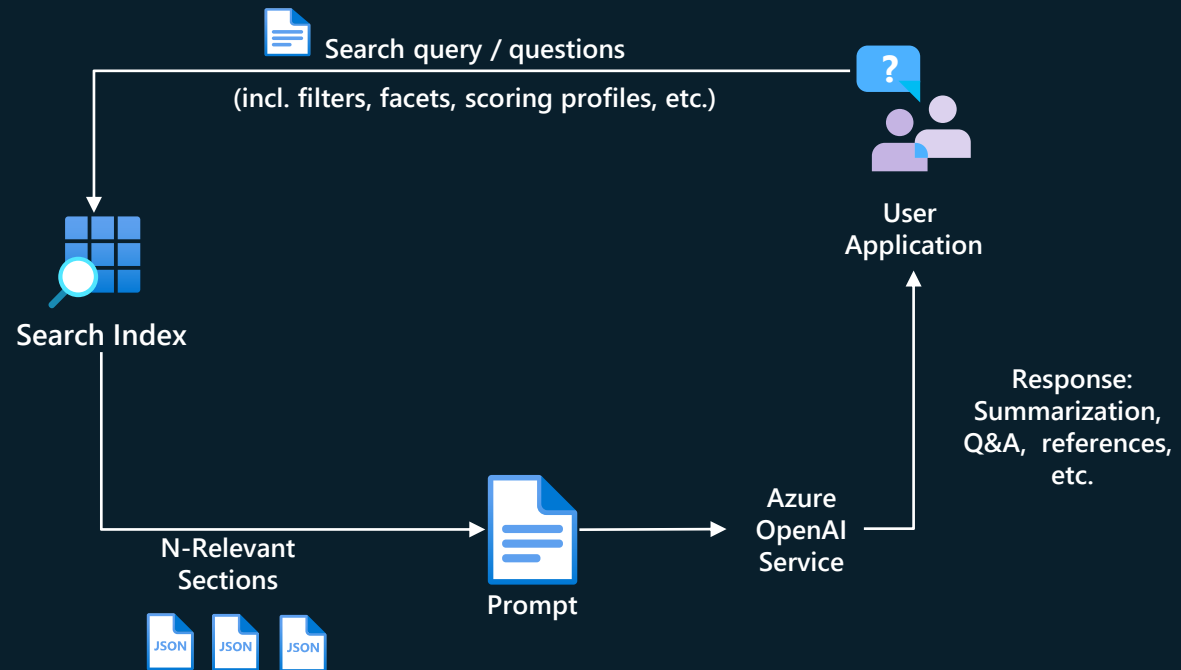 Search query / questions
(incl. filters, facets, scoring profiles, etc.)
?
User
Application
Search Index
Response:
Summarization,
Q&A, references,
etc.
Azure
OpenAI
Service
N-Relevant
Sections
Prompt
JSON
JSON
JSON